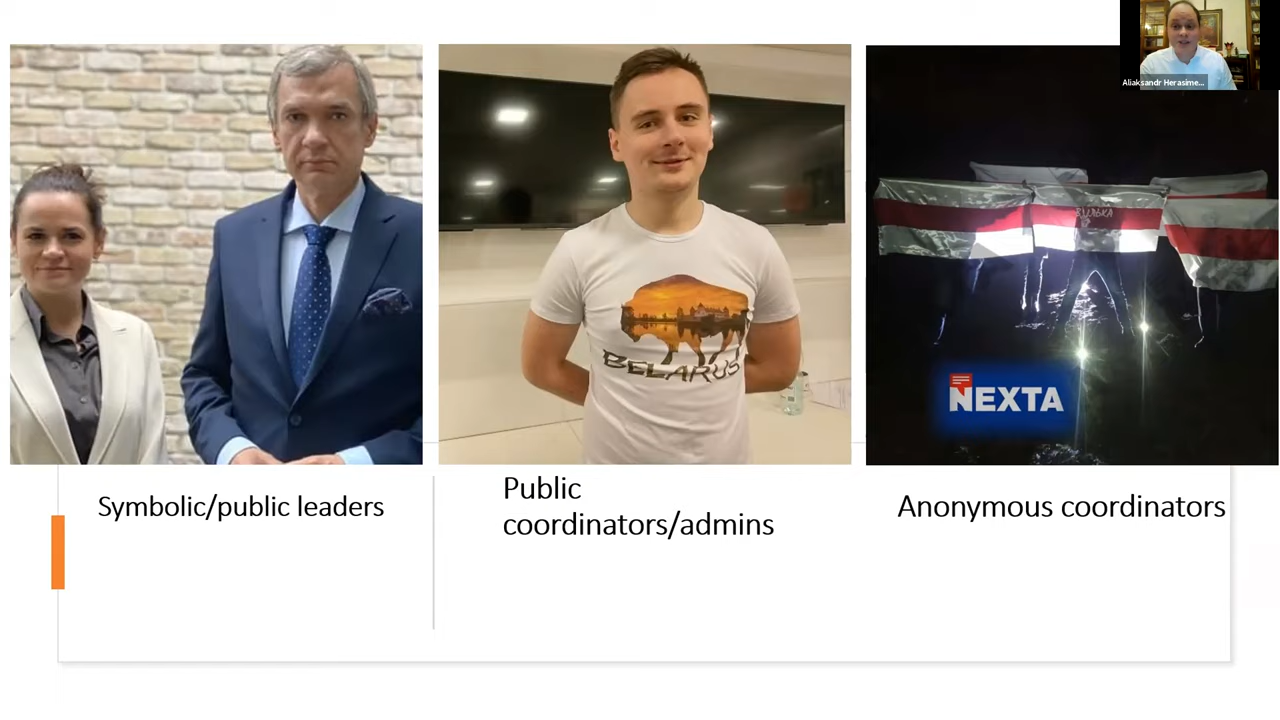 Aliaksandr Herasime...
BELARUS
NEXTA
Symbolic/public leaders
Public
coordinators/admins
Anonymous coordinators